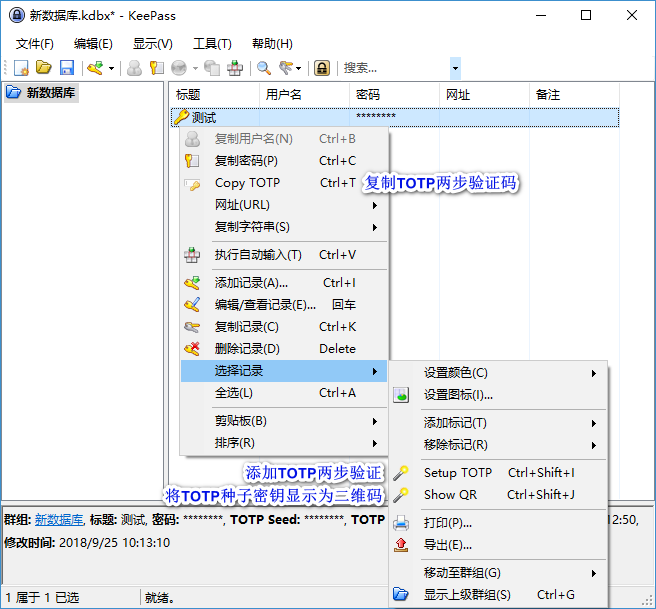 新数据库.kdbx* - KeePass
文件(F) 编辑(E) 显示(V) 工具(T) 帮助(H)
搜索...
新数据库
标题 用户名 密码 网址 备注
测试 ********
复制用户名(N) Ctrl+B
复制密码(P) Ctrl+C
Copy TOTP Ctrl+T 复制TOTP两步验证码
网址(URL)
复制字符串(S)
执行自动输入(T) Ctrl+V
添加记录(A)... Ctrl+I
编辑/查看记录(E)... 回车
复制记录(C) Ctrl+K
删除记录(D) Delete
选择记录
全选(L) Ctrl+A
剪贴板(B)
排序(R)
设置颜色(C)
设置图标(I)...
添加标记(T)
移除标记(R)
Setup TOTP Ctrl+Shift+I
Show QR Ctrl+Shift+J
打印(P)...
导出(E)...
移动至群组(G)
显示上级群组(S) Ctrl+G
添加TOTP两步验证
将TOTP种子密钥显示为二维码
群组: 新数据库, 标题: 测试, 密码: ********, TOTP Seed: ********, TOTP 12:50,
修改时间: 2018/9/25 10:13:10
1 属于 1 已选 就绪。